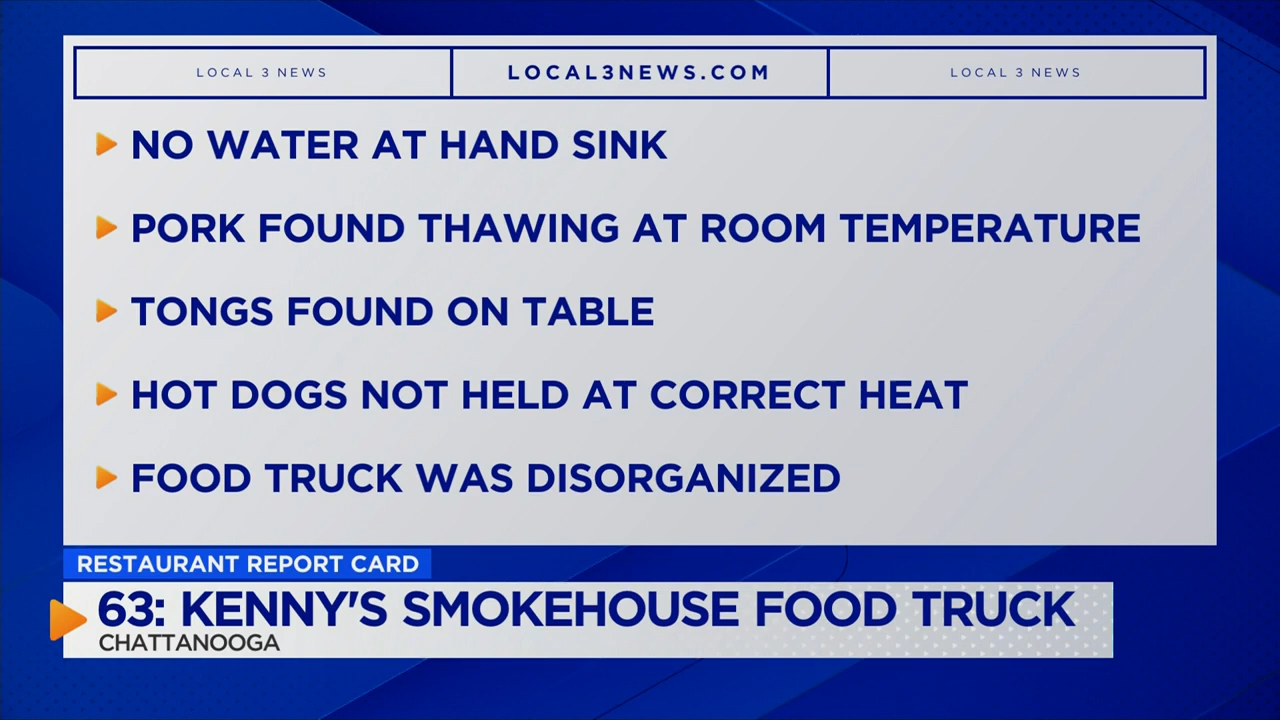 LOCAL 3 NEWS
LOCAL3NEWS.COM
LOCAL 3 NEWS
NO WATER AT HAND SINK
PORK FOUND THAWING AT ROOM TEMPERATURE
TONGS FOUND ON TABLE
HOT DOGS NOT HELD AT CORRECT HEAT
FOOD TRUCK WAS DISORGANIZED
RESTAURANT REPORT CARD
63: KENNY'S SMOKEHOUSE FOOD TRUCK
CHATTANOOGA